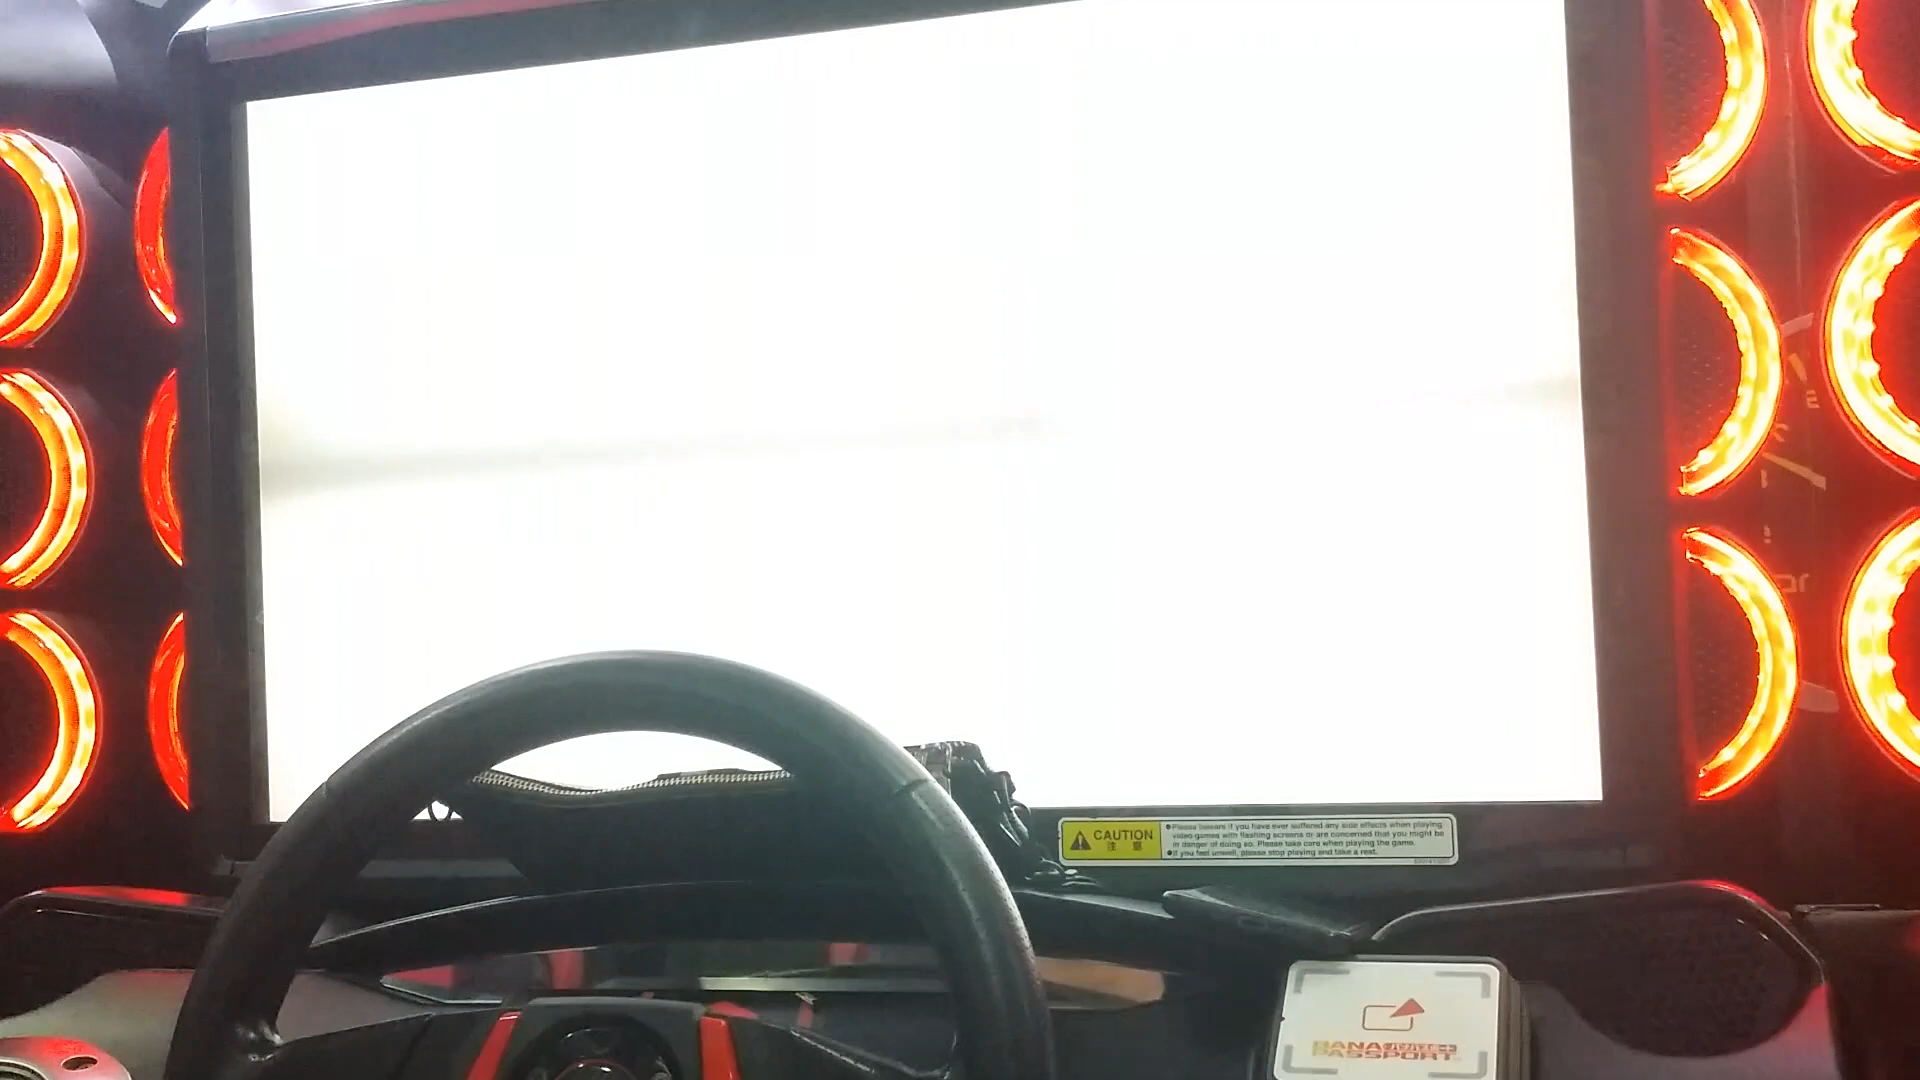 CAUTION
注 意
●Please beware if you have ever suffered any side effects when playing
video games with flashing screens or are concerned that you might be
in danger of doing so. Please take care when playing the game.
●If you feel unwell, please stop playing and take a rest.
BANA
PASSPORT